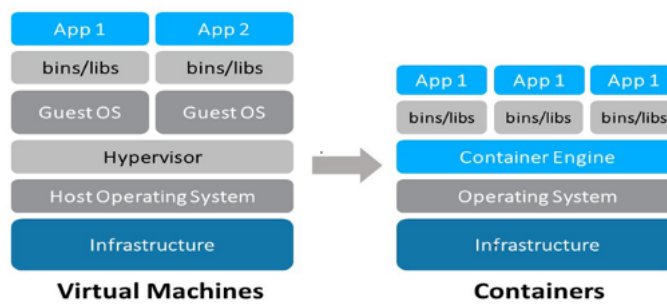 App 1 App 2
bins/libs bins/libs
Guest OS Guest OS
Hypervisor
Host Operating System
Infrastructure
Virtual Machines
App 1 App 1 App 1
bins/libs bins/libs bins/libs
Container Engine
Operating System
Infrastructure
Containers